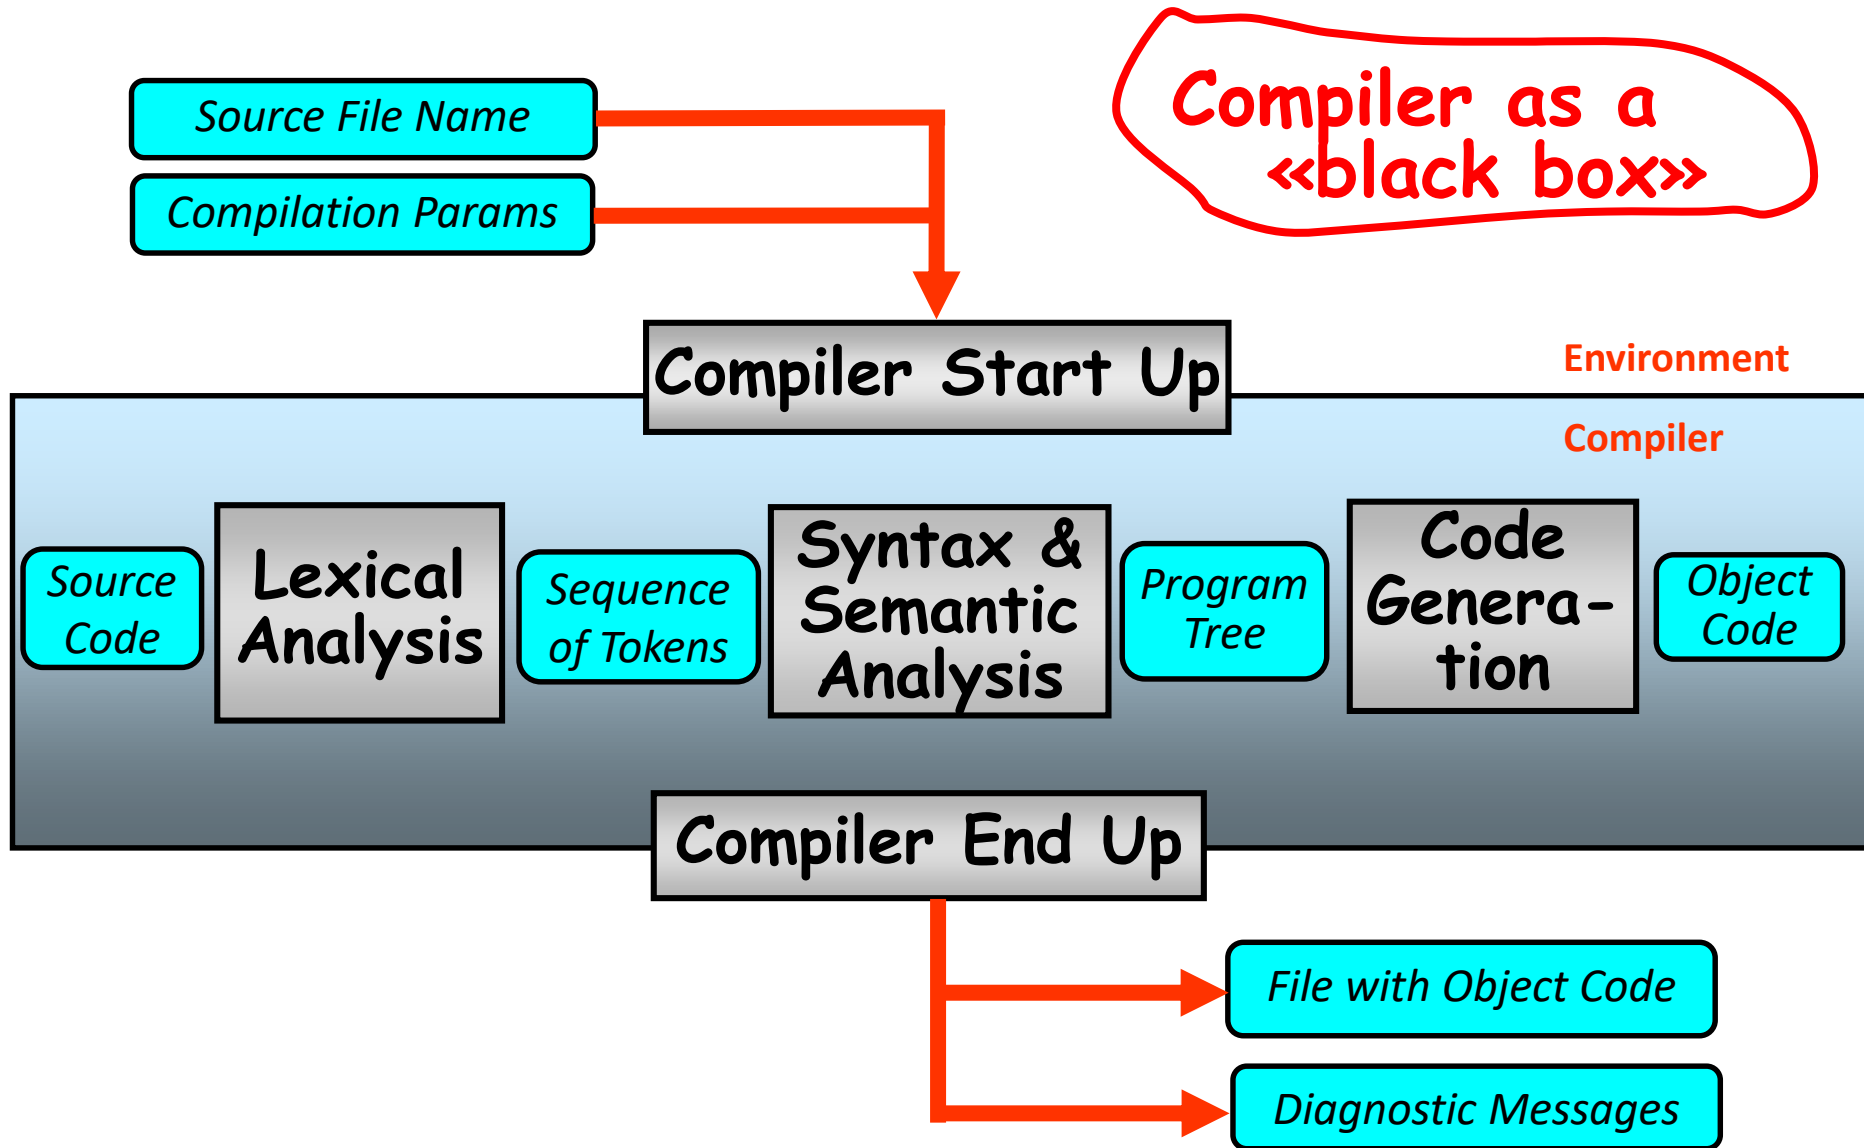 Compiler as a
«black box»
Source File Name
Compilation Params
Compiler Start Up
Environment
Compiler
Source
Code
Lexical
Analysis
Sequence
of Tokens
Syntax &
Semantic
Analysis
Program
Tree
Code
Genera-
tion
Object
Code
Compiler End Up
File with Object Code
Diagnostic Messages